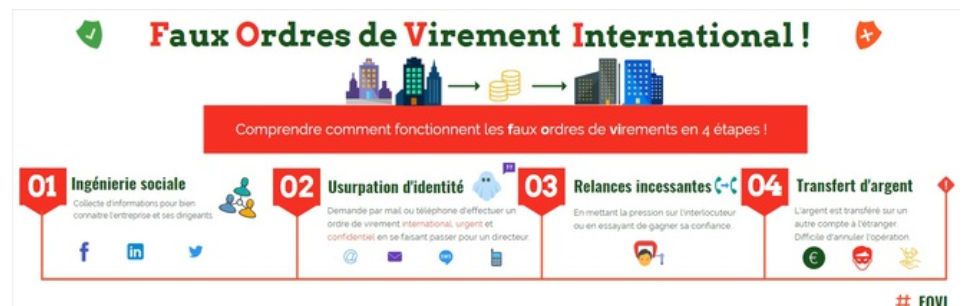 Faux Ordres de Virement International !
Comprendre comment fonctionnent les faux ordres de virements en 4 étapes !
01 Ingénierie sociale
Collecte d'informations pour bien
connaitre l'entreprise et ses dirigeants.
02 Usurpation d'identité
Demande par mail ou téléphone d'effectuer un
ordre de virement international, urgent et
confidentiel en se faisant passer pour un directeur.
03 Relances incessantes
En mettant la pression sur l'interlocuteur
ou en essayant de gagner sa confiance.
04 Transfert d'argent
L'argent est transféré sur un
autre compte à l'étranger.
Difficile d'annuler l'opération.
# FOVI